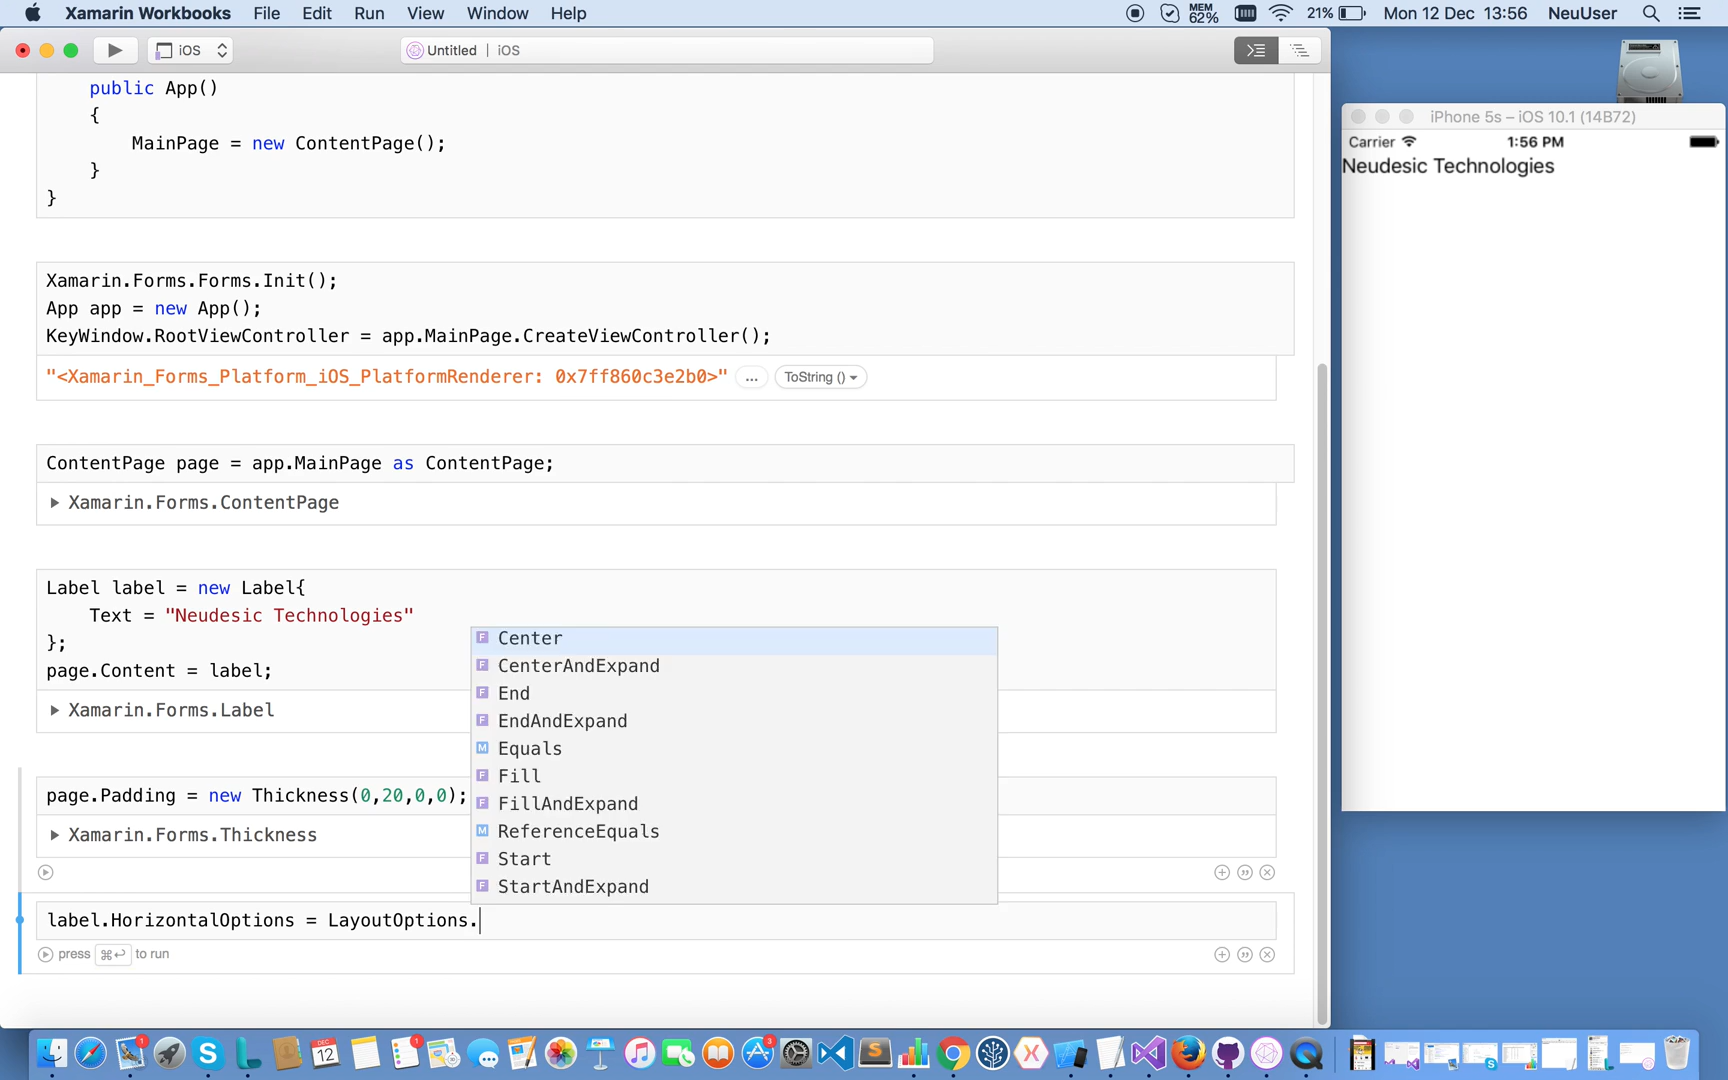 Xamarin Workbooks File Edit Run View Window Help MEM 62% 21% Mon 12 Dec 13:56 NeuUser
iOS Untitled | iOS
public App()
{
MainPage = new ContentPage();
}
}
Xamarin.Forms.Forms.Init();
App app = new App();
KeyWindow.RootViewController = app.MainPage.CreateViewController();
"<Xamarin_Forms_Platform_iOS_PlatformRenderer: 0x7ff860c3e2b0>" ... ToString ()
ContentPage page = app.MainPage as ContentPage;
Xamarin.Forms.ContentPage
Label label = new Label{
Text = "Neudesic Technologies"
};
page.Content = label;
Xamarin.Forms.Label
page.Padding = new Thickness(0,20,0,0);
Xamarin.Forms.Thickness
label.HorizontalOptions = LayoutOptions.
press ⌘↩ to run
F Center
F CenterAndExpand
F End
F EndAndExpand
M Equals
F Fill
F FillAndExpand
M ReferenceEquals
F Start
F StartAndExpand
iPhone 5s – iOS 10.1 (14B72)
Carrier 1:56 PM
Neudesic Technologies
1
DEC
12
1
3